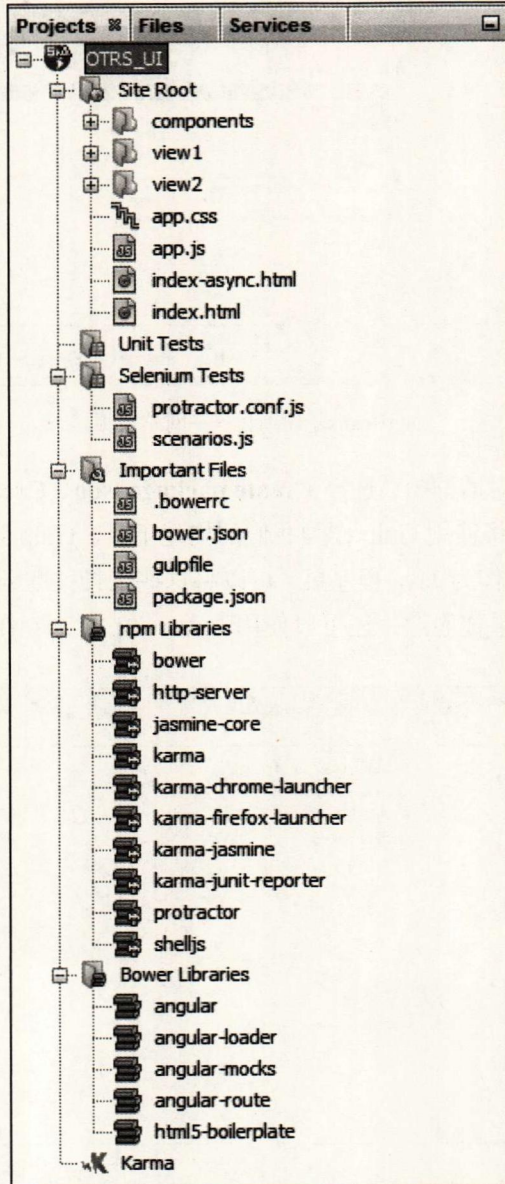 Projects Files Services
OTRS_UI
Site Root
components
view1
view2
app.css
app.js
index-async.html
index.html
Unit Tests
Selenium Tests
protractor.conf.js
scenarios.js
Important Files
.bowerrc
bower.json
gulpfile
package.json
npm Libraries
bower
http-server
jasmine-core
karma
karma-chrome-launcher
karma-firefox-launcher
karma-jasmine
karma-junit-reporter
protractor
shelljs
Bower Libraries
angular
angular-loader
angular-mocks
angular-route
html5-boilerplate
Karma